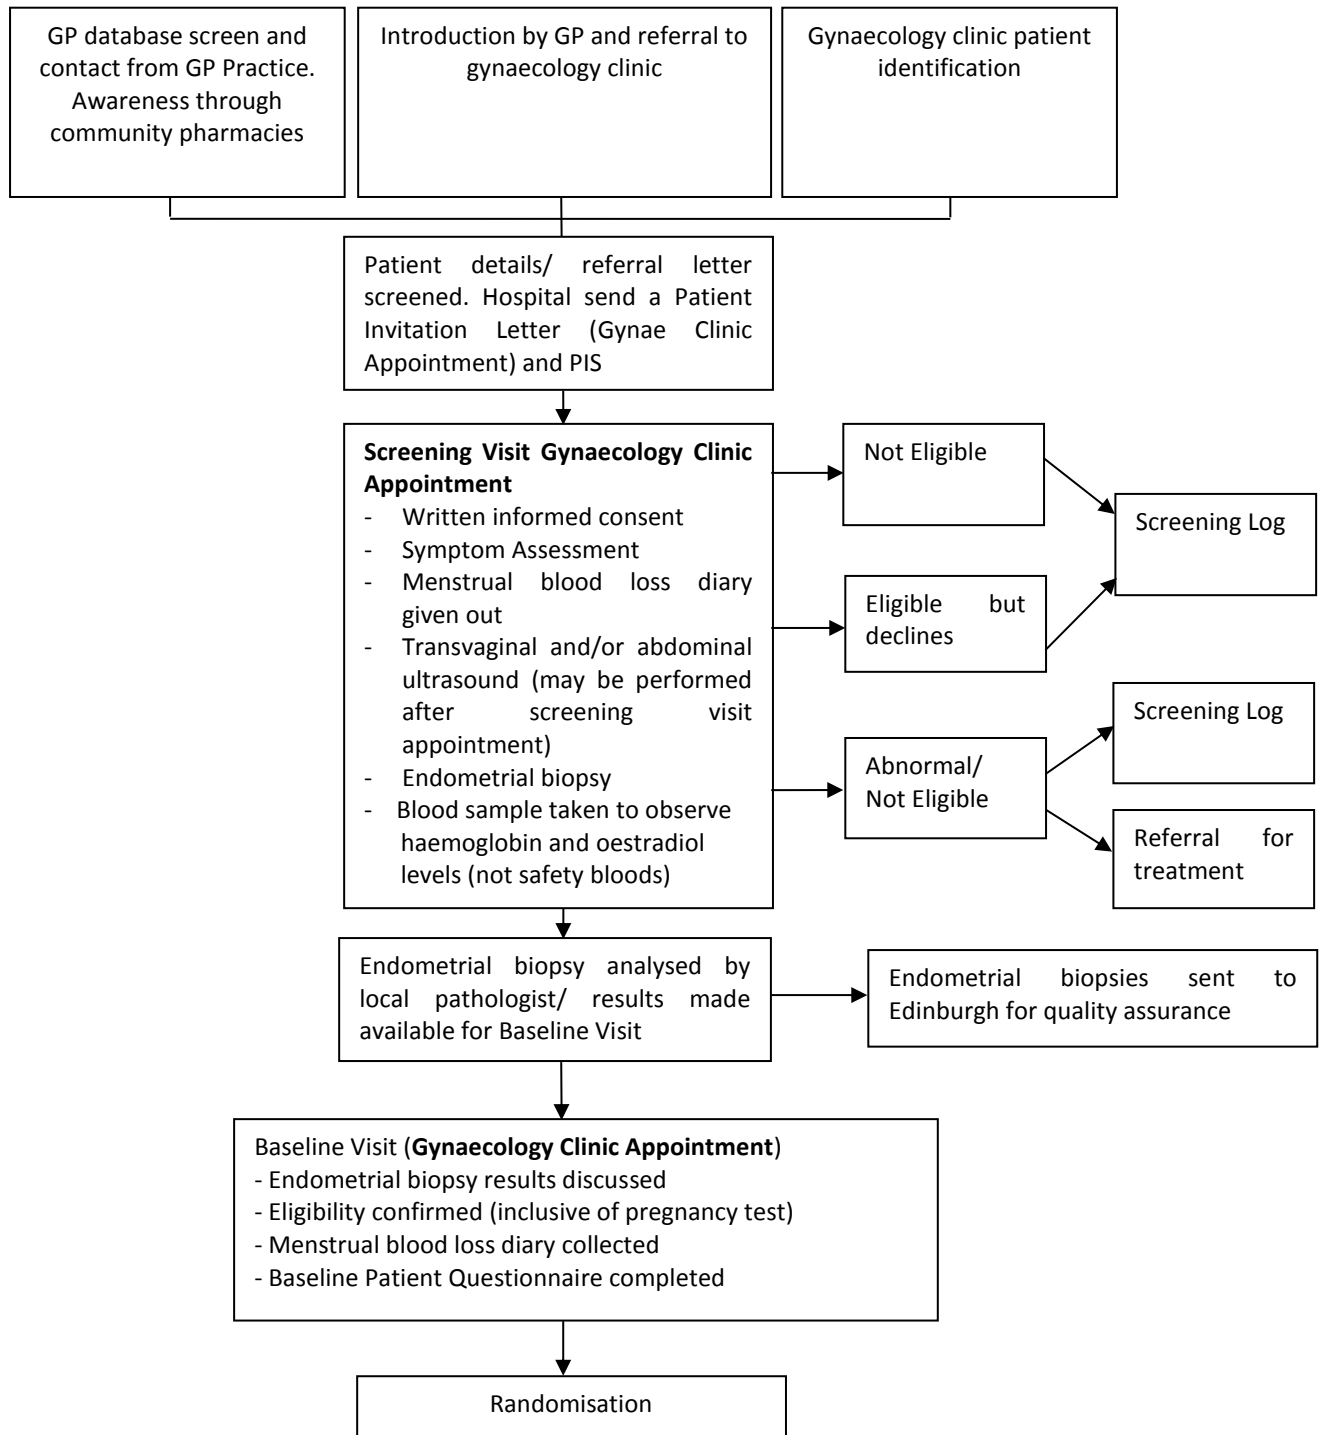 GP database screen and
contact from GP Practice.
Awareness through
community pharmacies
Introduction by GP and referral to
gynaecology clinic
Gynaecology clinic patient
identification
Patient details/ referral letter
screened. Hospital send a Patient
Invitation Letter (Gynae Clinic
Appointment) and PIS
Screening Visit Gynaecology Clinic
Appointment
- Written informed consent
- Symptom Assessment
- Menstrual blood loss diary
given out
- Transvaginal and/or abdominal
ultrasound (may be performed
after screening visit
appointment)
- Endometrial biopsy
- Blood sample taken to observe
haemoglobin and oestradiol
levels (not safety bloods)
Not Eligible
Screening Log
Eligible but
declines
Screening Log
Abnormal/
Not Eligible
Referral for
treatment
Endometrial biopsy analysed by
local pathologist/ results made
available for Baseline Visit
Endometrial biopsies sent to
Edinburgh for quality assurance
Baseline Visit (Gynaecology Clinic Appointment)
- Endometrial biopsy results discussed
- Eligibility confirmed (inclusive of pregnancy test)
- Menstrual blood loss diary collected
- Baseline Patient Questionnaire completed
Randomisation